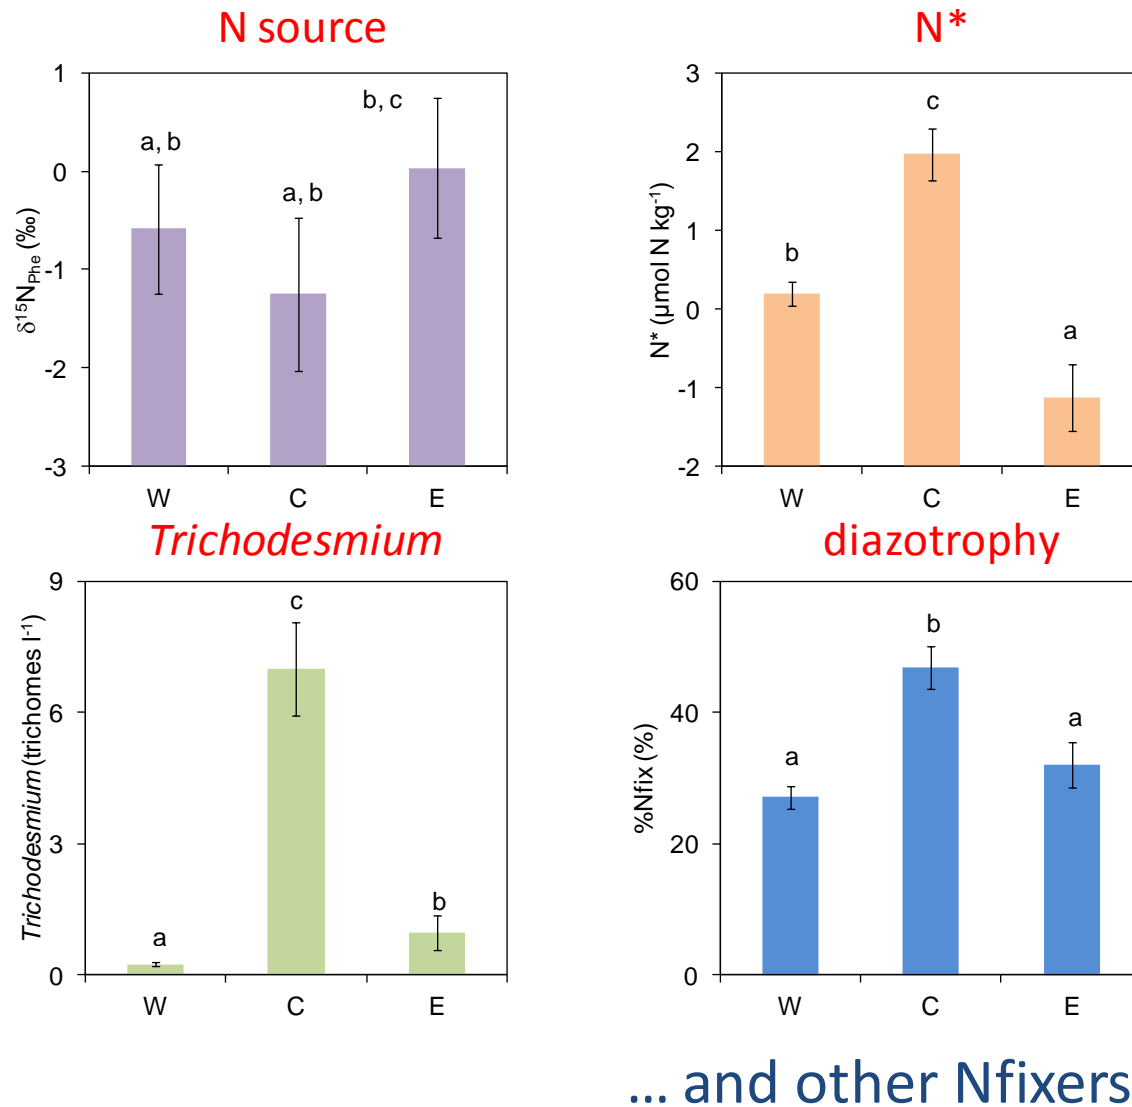 N source
1
0
-1
-2
-3
δ¹⁵N_Phe (‰)
a, b
a, b
b, c
W C E
N*
3
2
1
0
-1
-2
N* (µmol N kg⁻¹)
b
c
a
W C E
Trichodesmium
9
6
3
0
Trichodesmium (trichomes l⁻¹)
a
c
b
W C E
diazotrophy
60
40
20
0
%Nfix (%)
a
b
a
W C E
... and other Nfixers